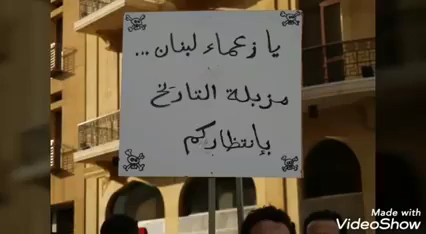 يا زعماء لبنان ...
مزبلة التاريخ
بإنتظاركم
Made with
VideoShow